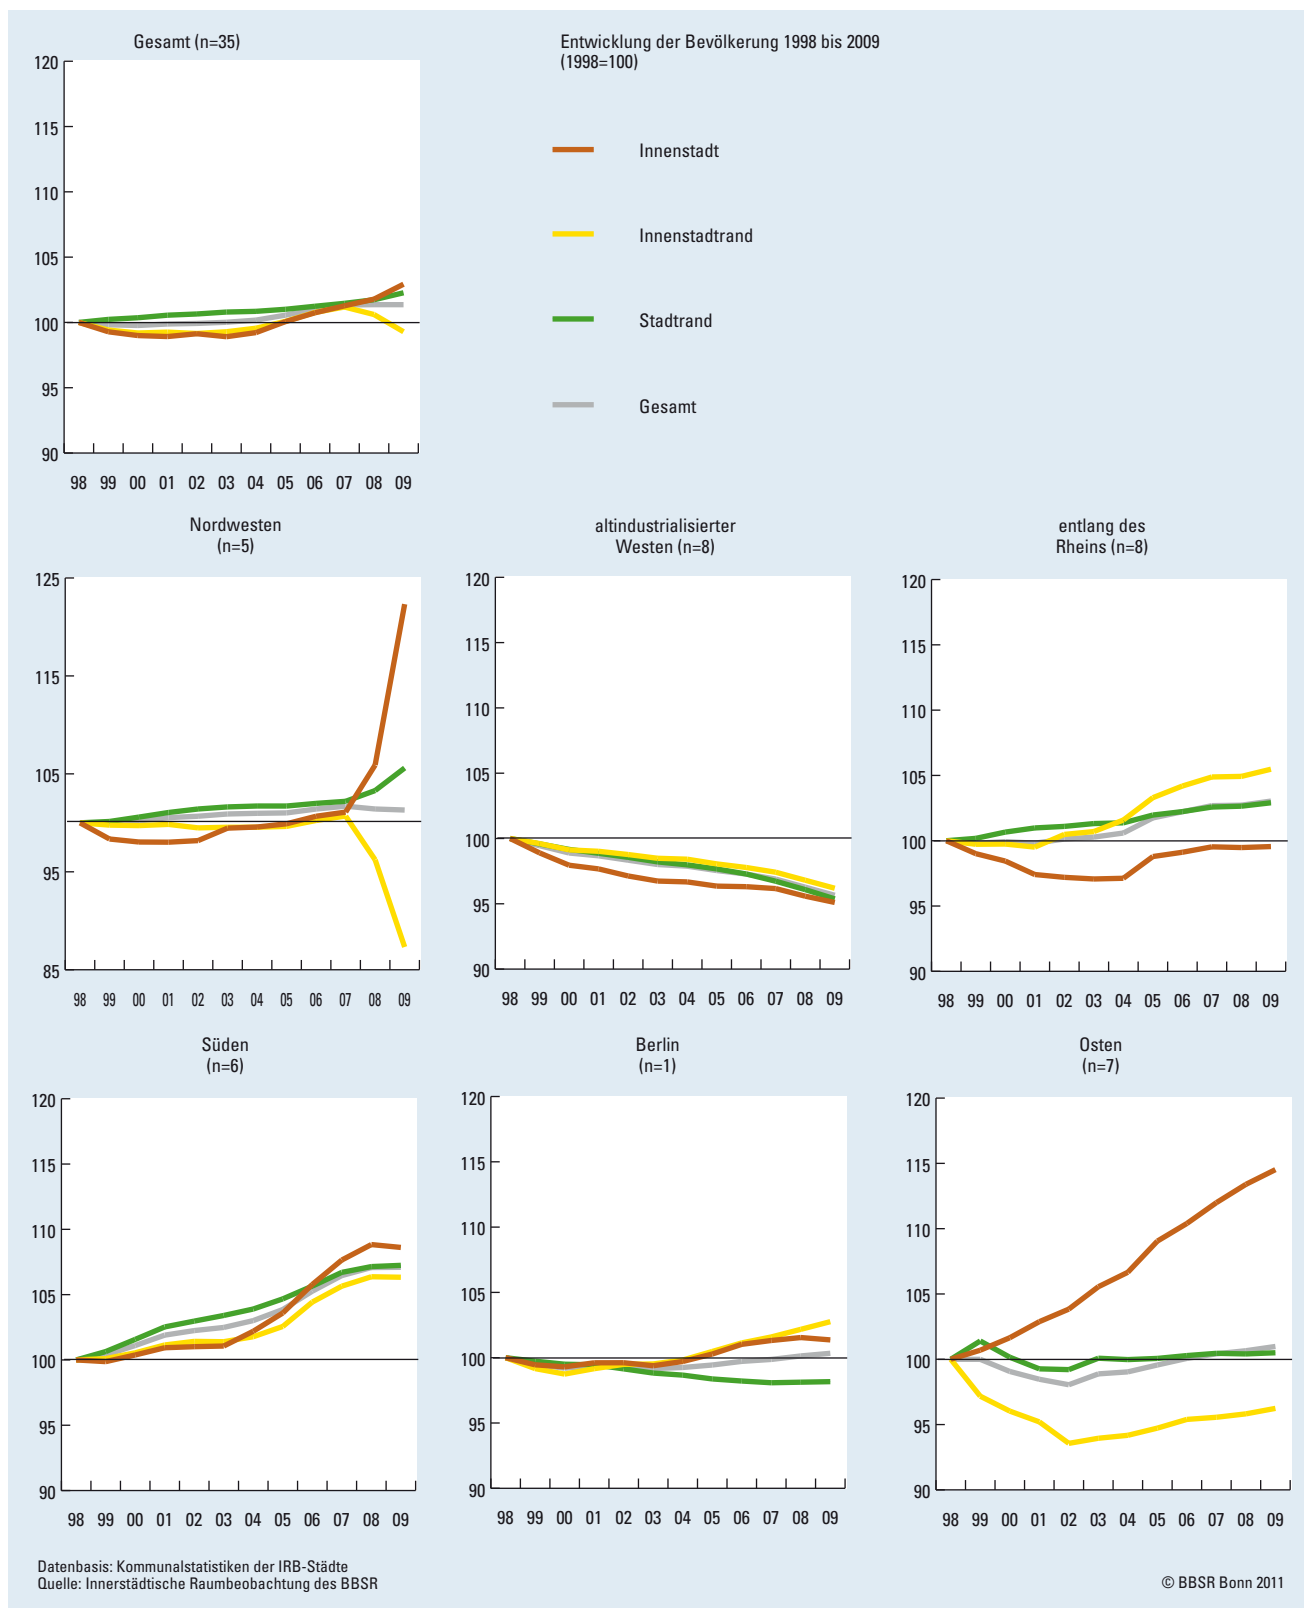 Gesamt (n=35)
Entwicklung der Bevölkerung 1998 bis 2009
(1998=100)
120
115
110
105
100
95
90
98 99 00 01 02 03 04 05 06 07 08 09
Innenstadt
Innenstadtrand
Stadtrand
Gesamt
Nordwesten
(n=5)
125
115
105
95
85
98 99 00 01 02 03 04 05 06 07 08 09
altindustrialisierter
Westen (n=8)
120
115
110
105
100
95
90
98 99 00 01 02 03 04 05 06 07 08 09
entlang des
Rheins (n=8)
120
115
110
105
100
95
90
98 99 00 01 02 03 04 05 06 07 08 09
Süden
(n=6)
120
115
110
105
100
95
90
98 99 00 01 02 03 04 05 06 07 08 09
Berlin
(n=1)
120
115
110
105
100
95
90
98 99 00 01 02 03 04 05 06 07 08 09
Osten
(n=7)
120
115
110
105
100
95
90
98 99 00 01 02 03 04 05 06 07 08 09
Datenbasis: Kommunalstatistiken der IRB-Städte
Quelle: Innerstädtische Raumbeobachtung des BBSR
© BBSR Bonn 2011